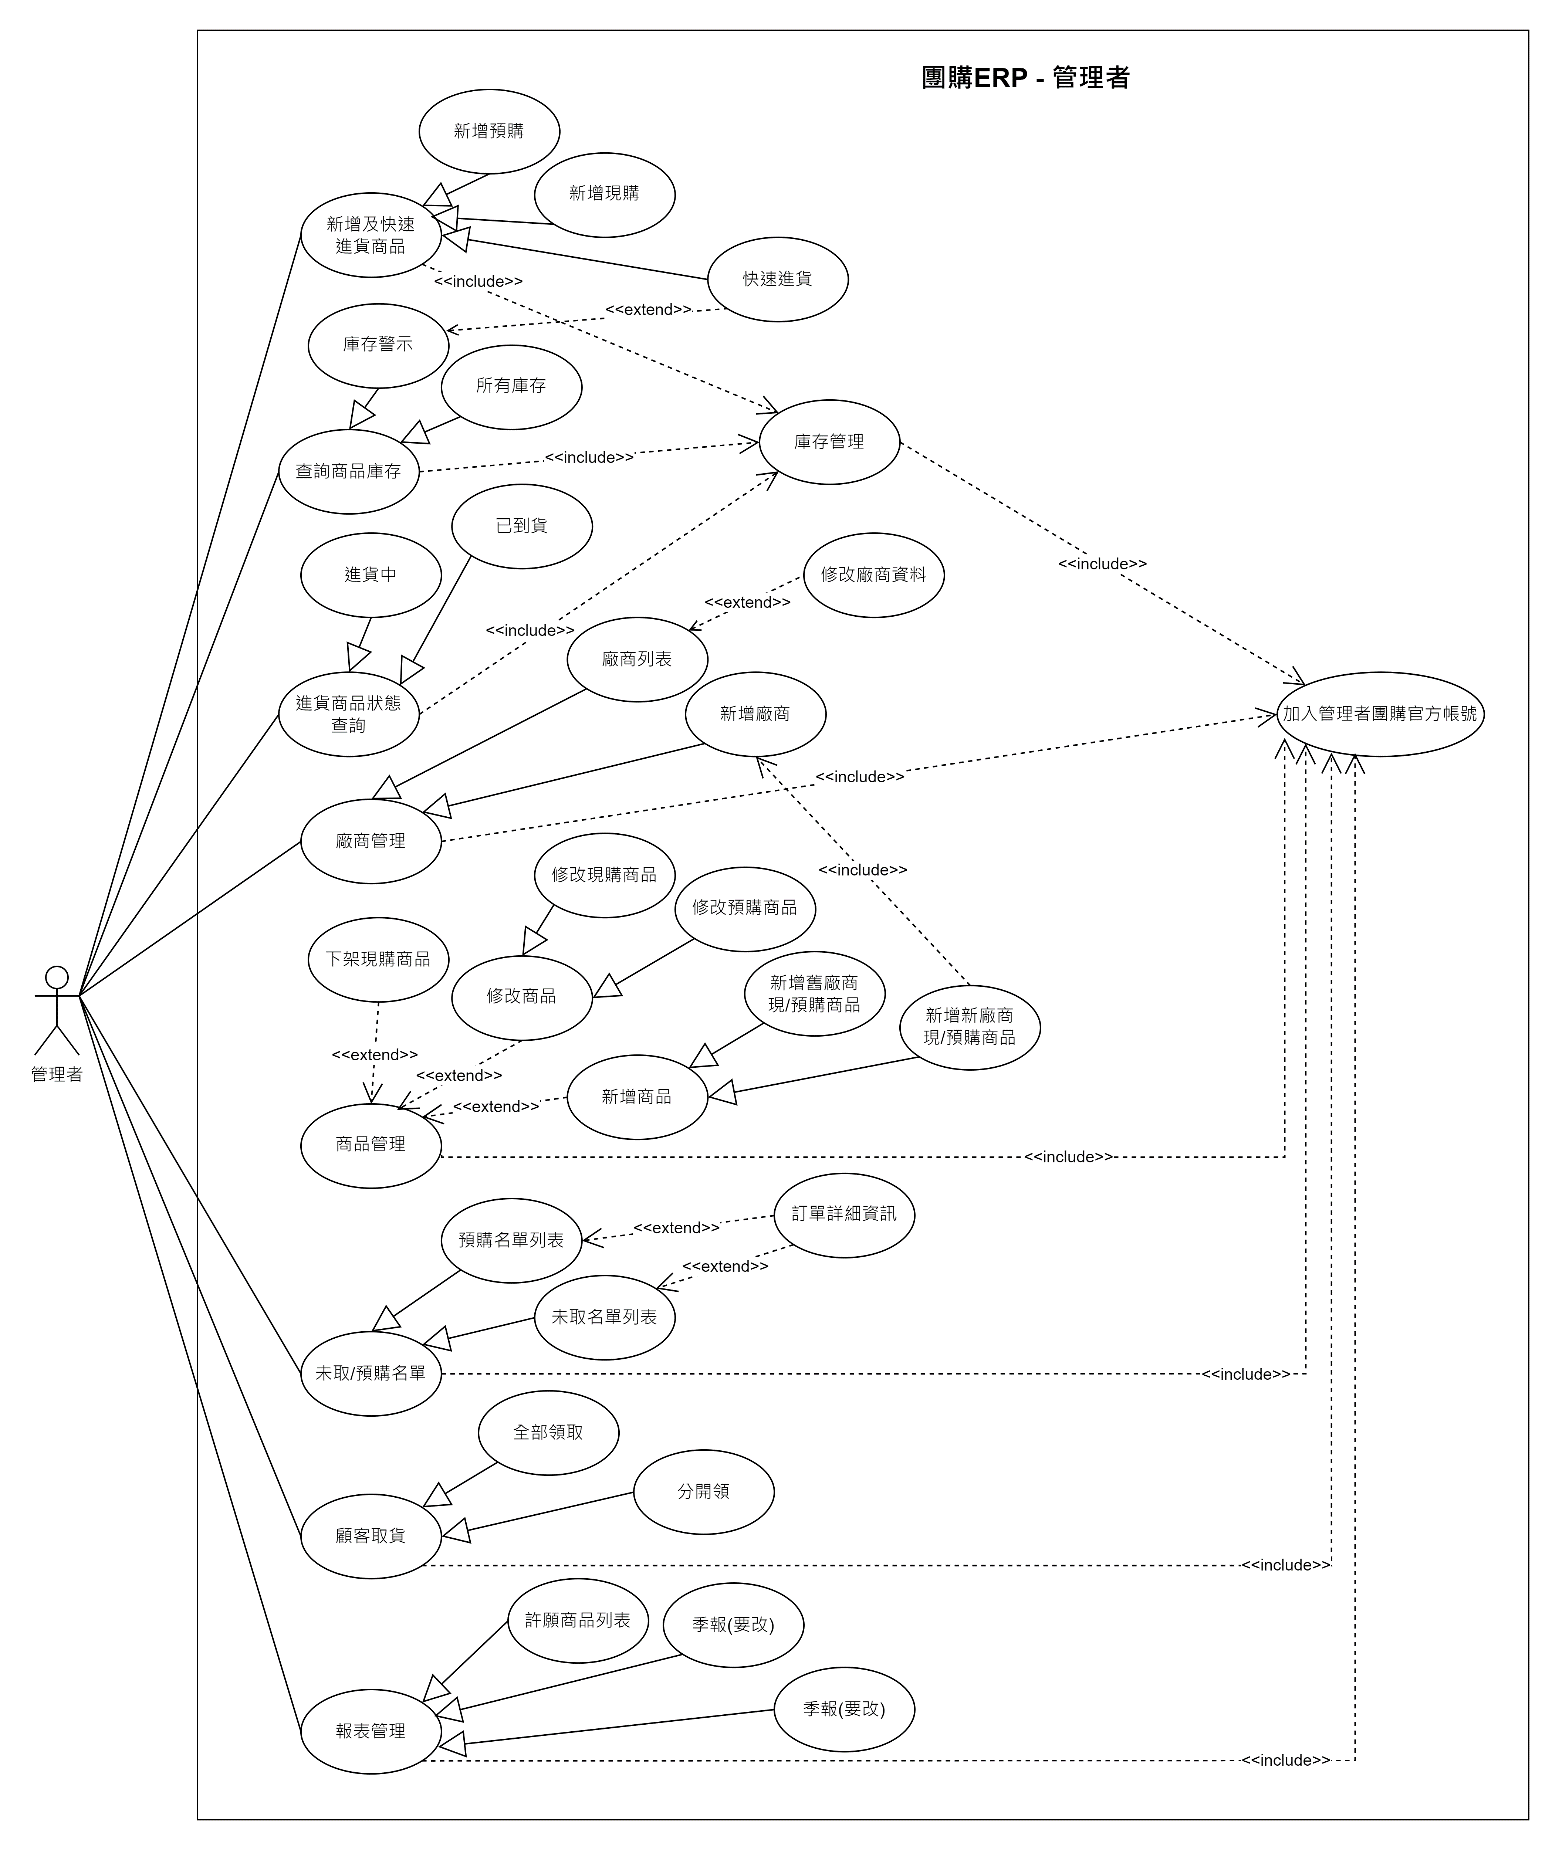 團購ERP - 管理者
新增預購
新增現購
新增及快速
進貨商品
快速進貨
<<include>>
<<extend>>
庫存警示
所有庫存
庫存管理
查詢商品庫存
<<include>>
已到貨
進貨中
<<include>>
修改廠商資料
<<extend>>
<<include>>
廠商列表
進貨商品狀態
查詢
新增廠商
加入管理者團購官方帳號
<<include>>
廠商管理
<<include>>
修改現購商品
修改預購商品
下架現購商品
修改商品
新增舊廠商
現/預購商品
新增新廠商
現/預購商品
管理者
<<extend>>
<<extend>>
<<extend>>
新增商品
商品管理
<<include>>
訂單詳細資訊
<<extend>>
預購名單列表
<<extend>>
未取名單列表
未取/預購名單
<<include>>
全部領取
分開領
顧客取貨
<<include>>
許願商品列表
季報(要改)
季報(要改)
報表管理
<<include>>